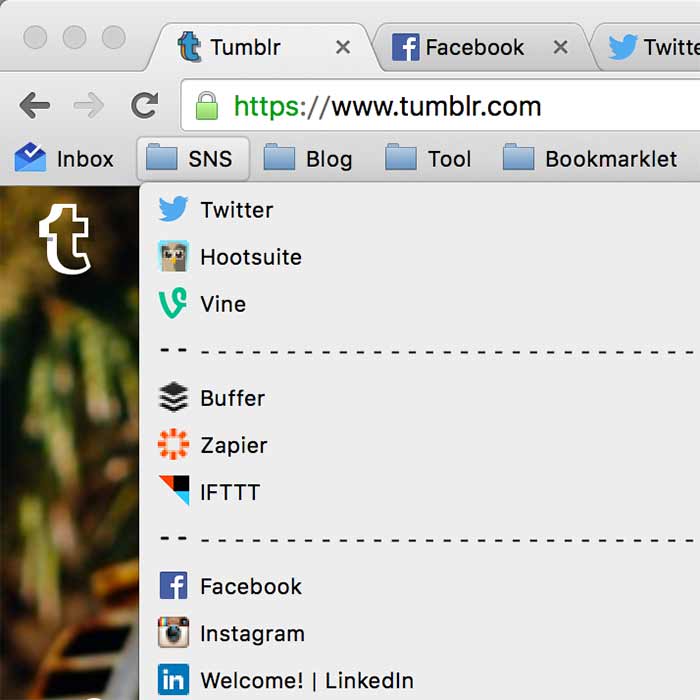 Tumblr Facebook Twitte
https://www.tumblr.com
Inbox SNS Blog Tool Bookmarklet
t
Twitter
Hootsuite
Vine
-- -----------------------------
Buffer
Zapier
IFTTT
-- -----------------------------
Facebook
Instagram
Welcome! | LinkedIn